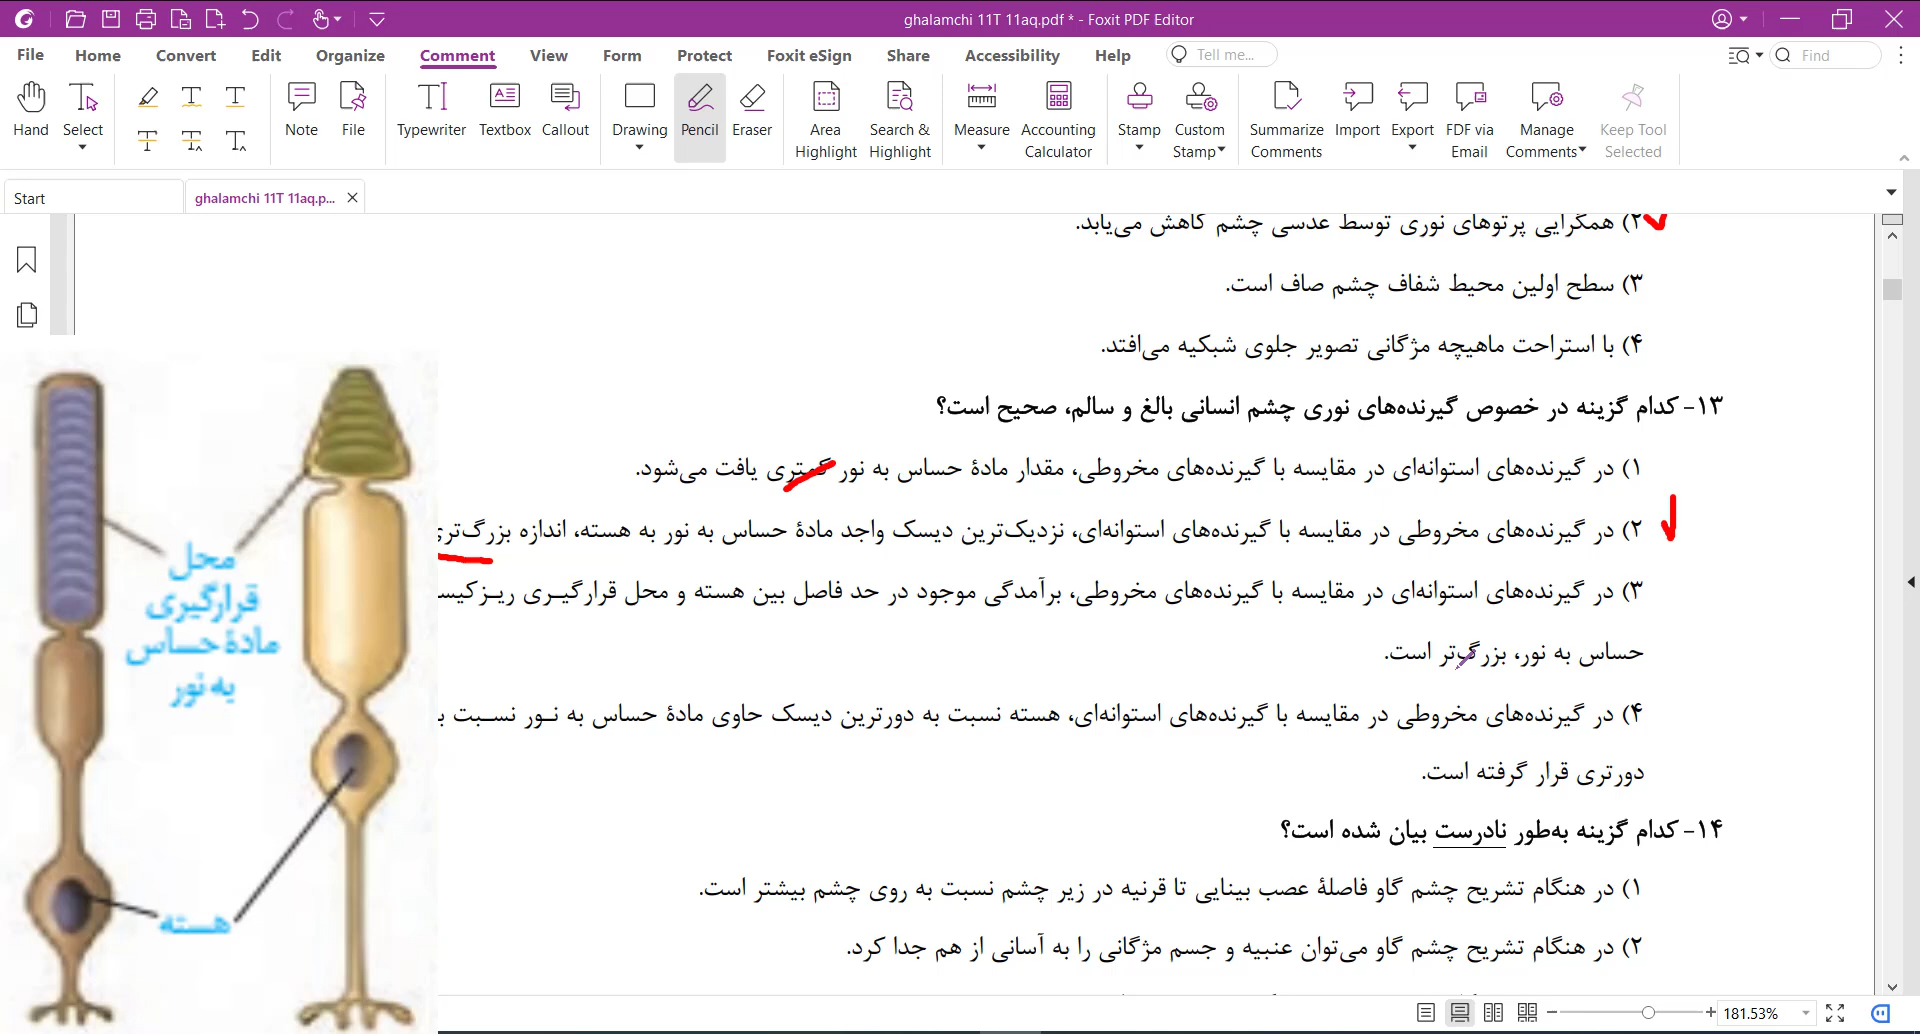 ghalamchi 11T 11aq.pdf * - Foxit PDF Editor
File Home Convert Edit Organize Comment View Form Protect Foxit eSign Share Accessibility Help Tell me... Find
Hand Select Note File Typewriter Textbox Callout Drawing Pencil Eraser Area Highlight Search & Highlight Measure Accounting Calculator Stamp Custom Stamp Summarize Comments Import Export FDF via Email Manage Comments Keep Tool Selected
Start ghalamchi 11T 11aq.p...
۲) همگرایی پرتوهای نوری توسط عدسی چشم کاهش می‌یابد.
۳) سطح اولین محیط شفاف چشم صاف است.
۴) با استراحت ماهیچه مژگانی تصویر جلوی شبکیه می‌افتد.
۱۳- کدام گزینه در خصوص گیرنده‌های نوری چشم انسانی بالغ و سالم، صحیح است؟
۱) در گیرنده‌های استوانه‌ای در مقایسه با گیرنده‌های مخروطی، مقدار مادهٔ حساس به نور کمتری یافت می‌شود.
۲) در گیرنده‌های مخروطی در مقایسه با گیرنده‌های استوانه‌ای، نزدیک‌ترین دیسک واجد مادهٔ حساس به نور به هسته، اندازه بزرگ‌تری
۳) در گیرنده‌های استوانه‌ای در مقایسه با گیرنده‌های مخروطی، برآمدگی موجود در حد فاصل بین هسته و محل قرارگیری
حساس به نور، بزرگ‌تر است.
۴) در گیرنده‌های مخروطی در مقایسه با گیرنده‌های استوانه‌ای، هسته نسبت به دورترین دیسک حاوی مادهٔ حساس به نور نسبت
دورتری قرار گرفته است.
۱۴- کدام گزینه به‌طور نادرست بیان شده است؟
۱) در هنگام تشریح چشم گاو فاصلهٔ عصب بینایی تا قرنیه در زیر چشم نسبت به روی چشم بیشتر است.
۲) در هنگام تشریح چشم گاو می‌توان عنبیه و جسم مژگانی را به آسانی از هم جدا کرد.
محل
قرارگیری
مادهٔ حساس
به نور
هسته
181.53%